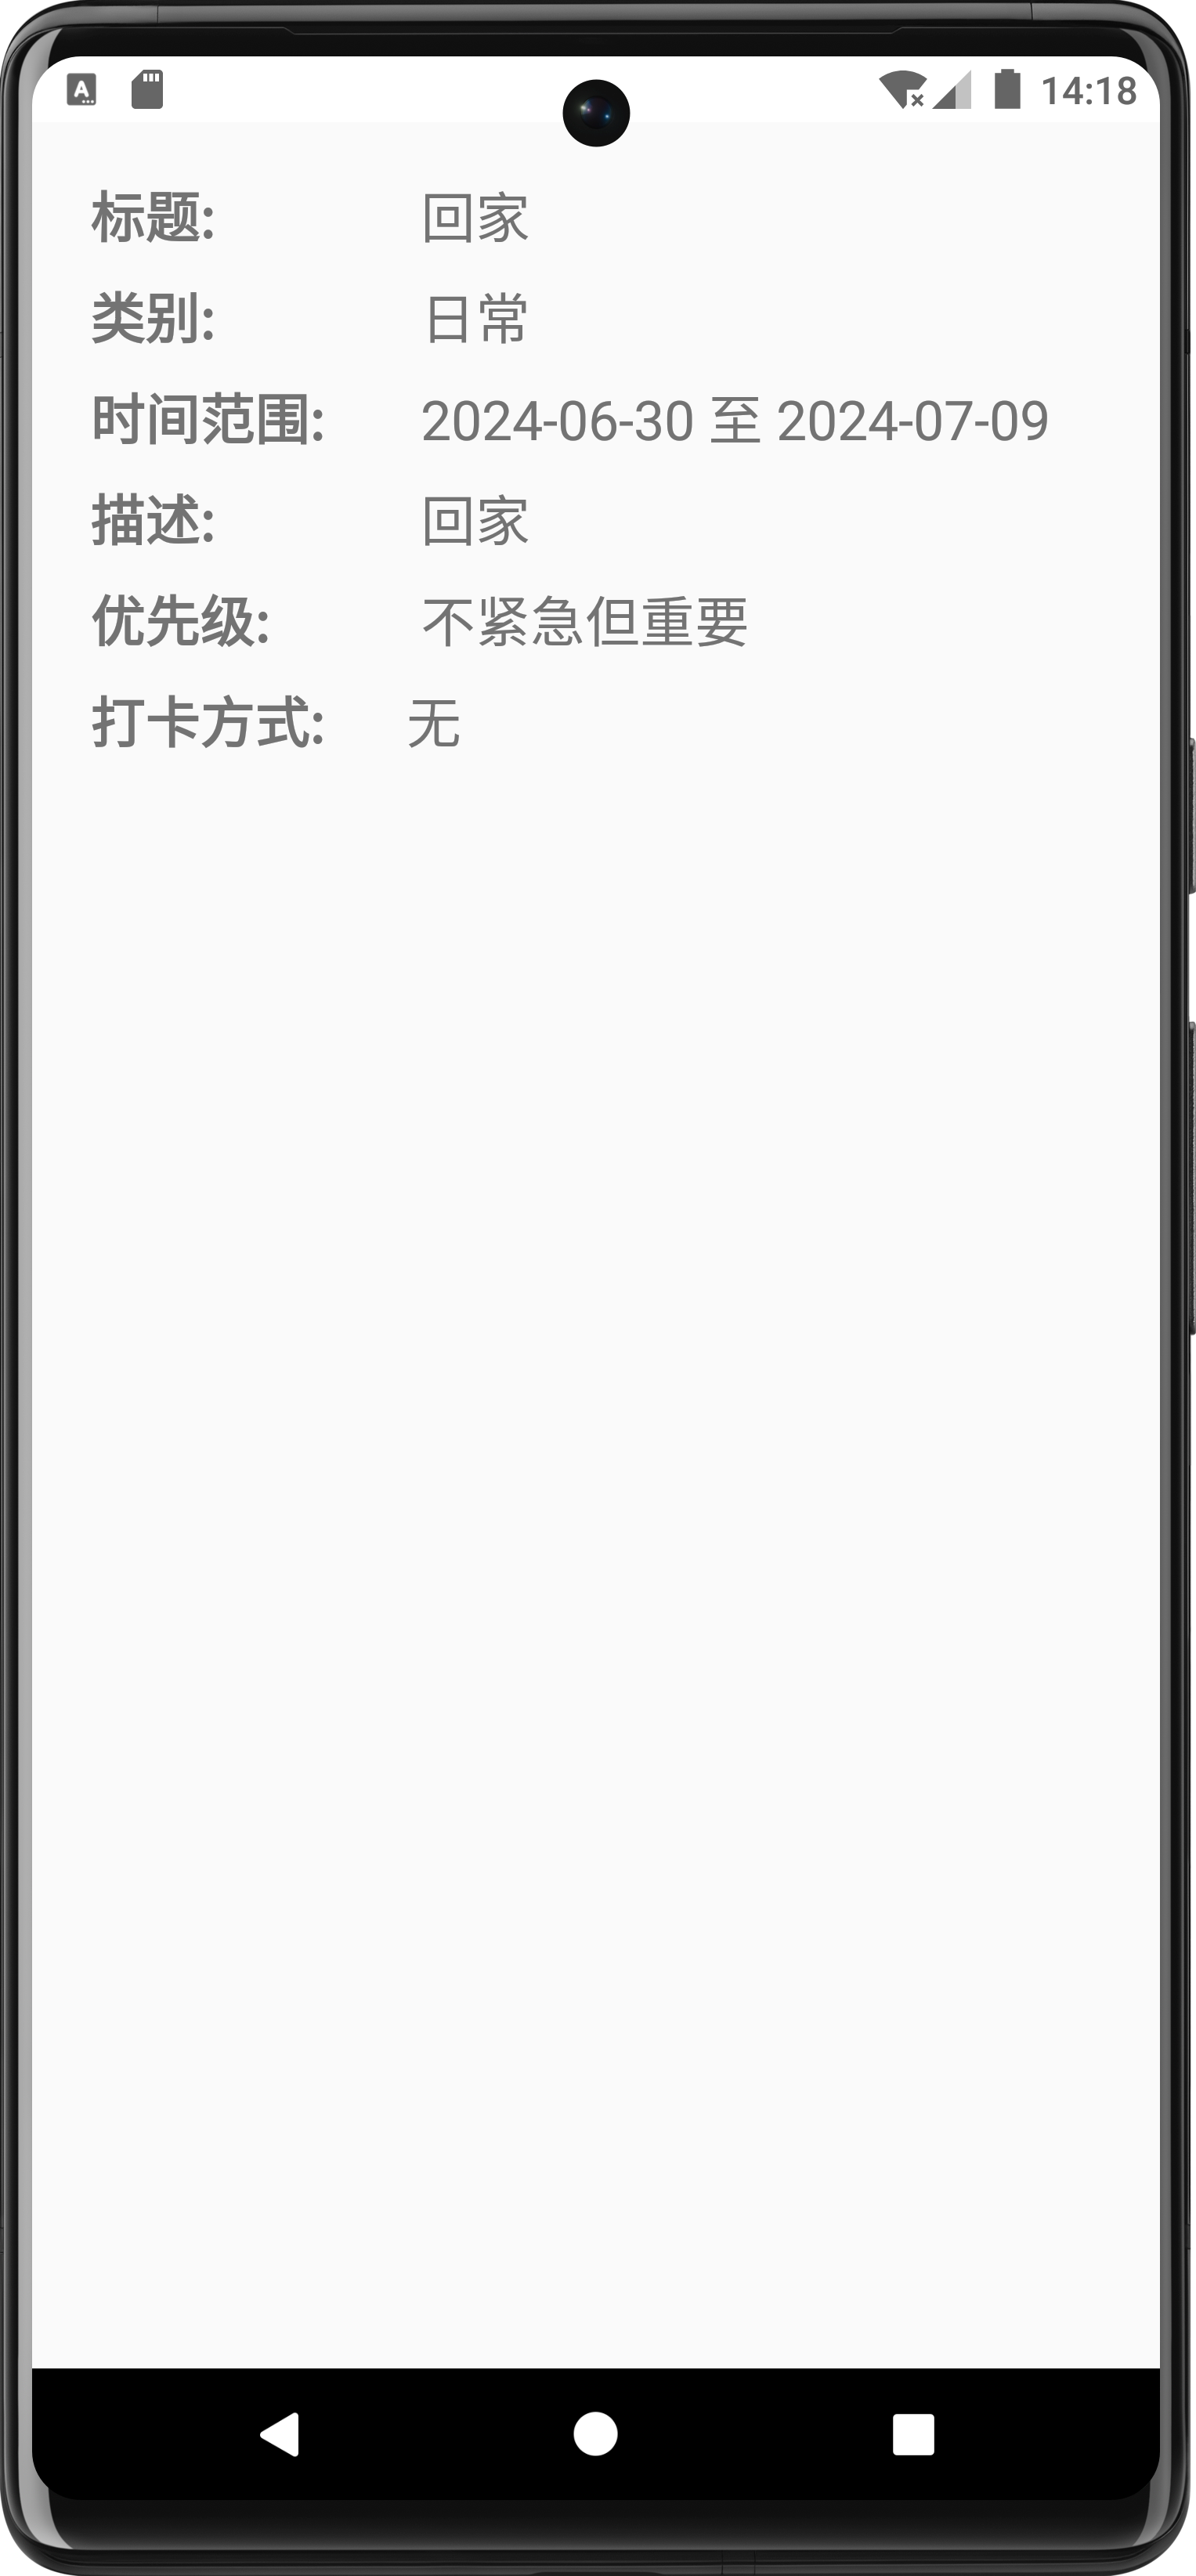 14:18
标题: 回家
类别: 日常
时间范围: 2024-06-30 至 2024-07-09
描述: 回家
优先级: 不紧急但重要
打卡方式: 无